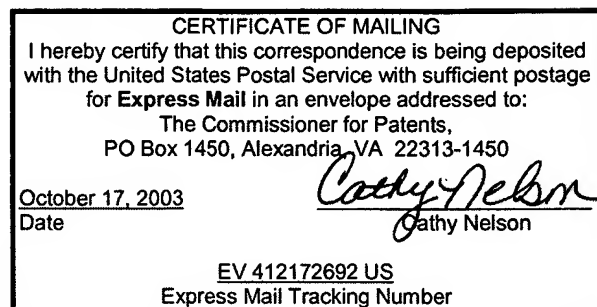 CERTIFICATE OF MAILING
I hereby certify that this correspondence is being deposited
with the United States Postal Service with sufficient postage
for Express Mail in an envelope addressed to:
The Commissioner for Patents,
PO Box 1450, Alexandria, VA 22313-1450
October 17, 2003 Cathy Nelson
Date Cathy Nelson
EV 412172692 US
Express Mail Tracking Number